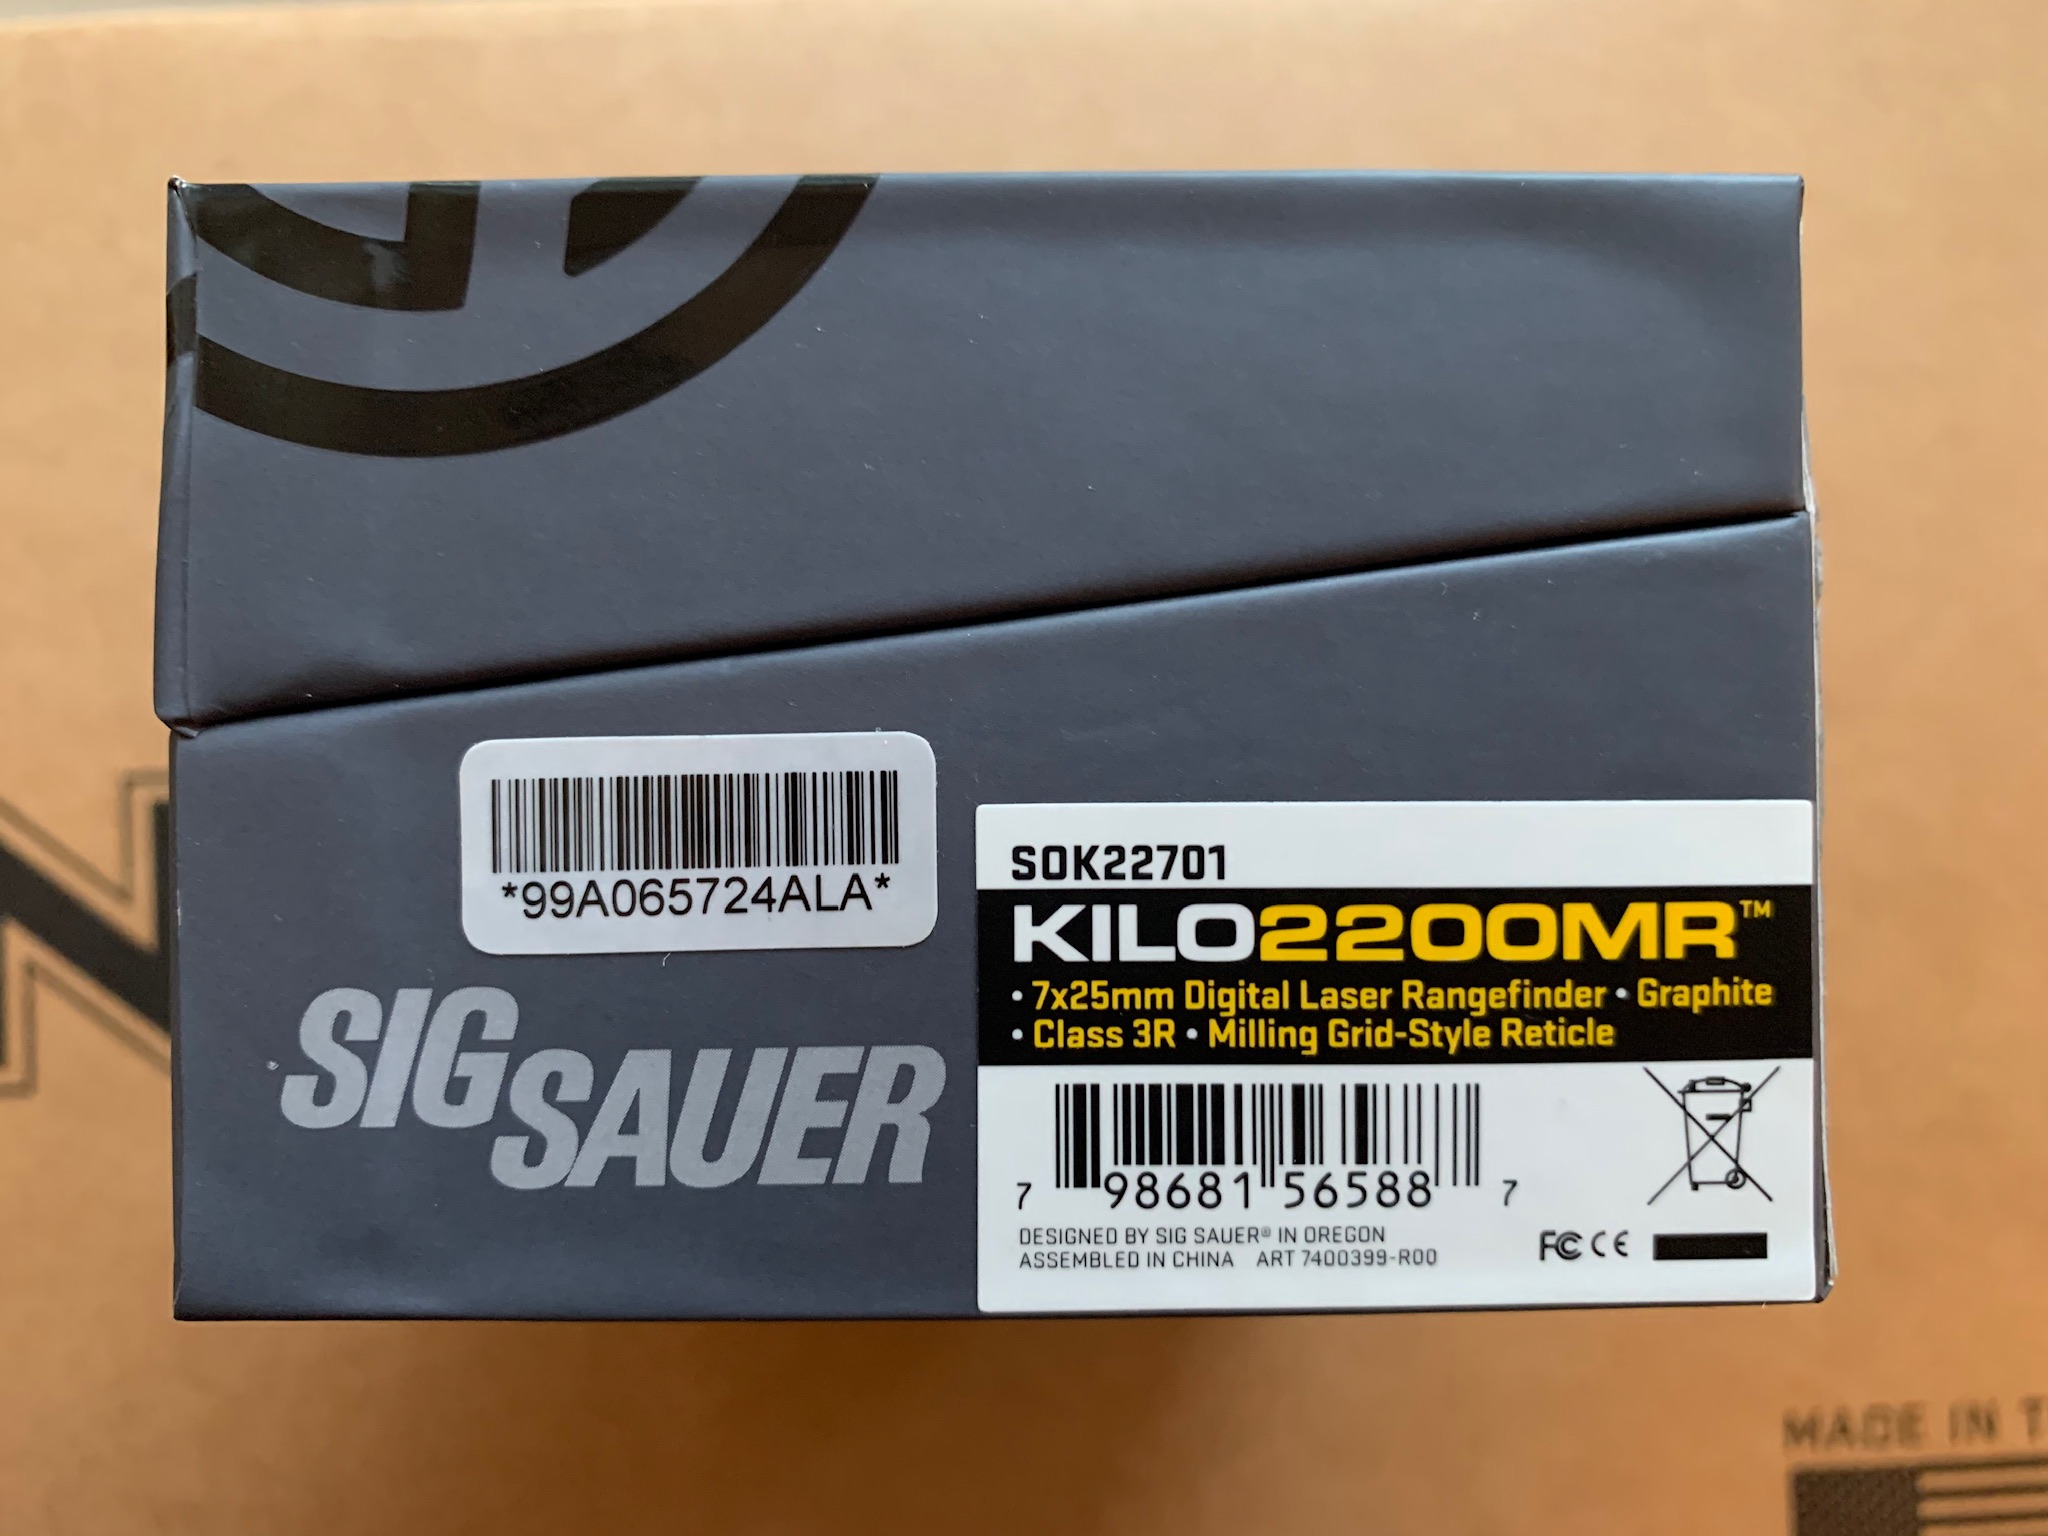 *99A065724ALA*
SIG SAUER
SOK22701
KILO2200MR™
• 7x25mm Digital Laser Rangefinder • Graphite
• Class 3R • Milling Grid-Style Reticle
7 98681 56588 7
DESIGNED BY SIG SAUER® IN OREGON
ASSEMBLED IN CHINA ART 7400399-R00
FC CE
N
MADE IN T